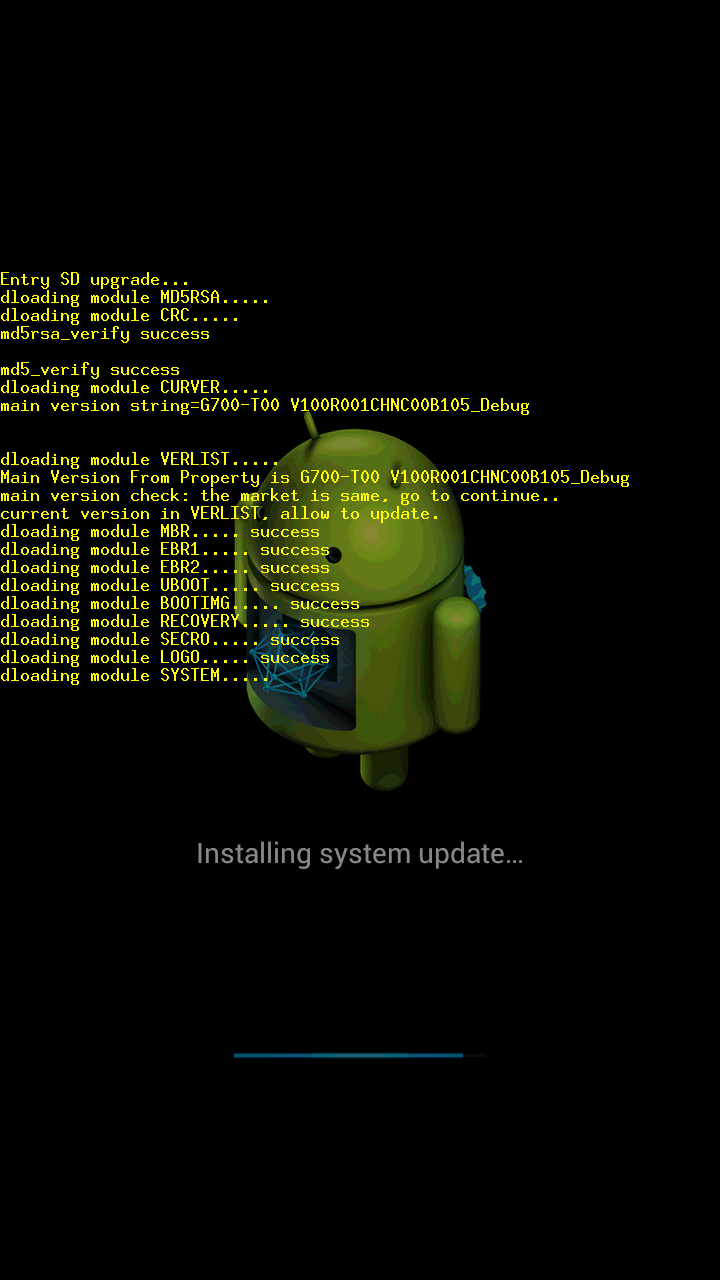 Entry SD upgrade...
dloading module MD5RSA.....
dloading module CRC.....
md5rsa_verify success
md5_verify success
dloading module CURVER.....
main version string=G700-T00 V100R001CHNC00B105_Debug
dloading module VERLIST.....
Main Version From Property is G700-T00 V100R001CHNC00B105_Debug
main version check: the market is same, go to continue..
current version in VERLIST, allow to update.
dloading module MBR..... success
dloading module EBR1..... success
dloading module EBR2..... success
dloading module UBOOT..... success
dloading module BOOTIMG..... success
dloading module RECOVERY..... success
dloading module SECRO..... success
dloading module LOGO..... success
dloading module SYSTEM.....
Installing system update...